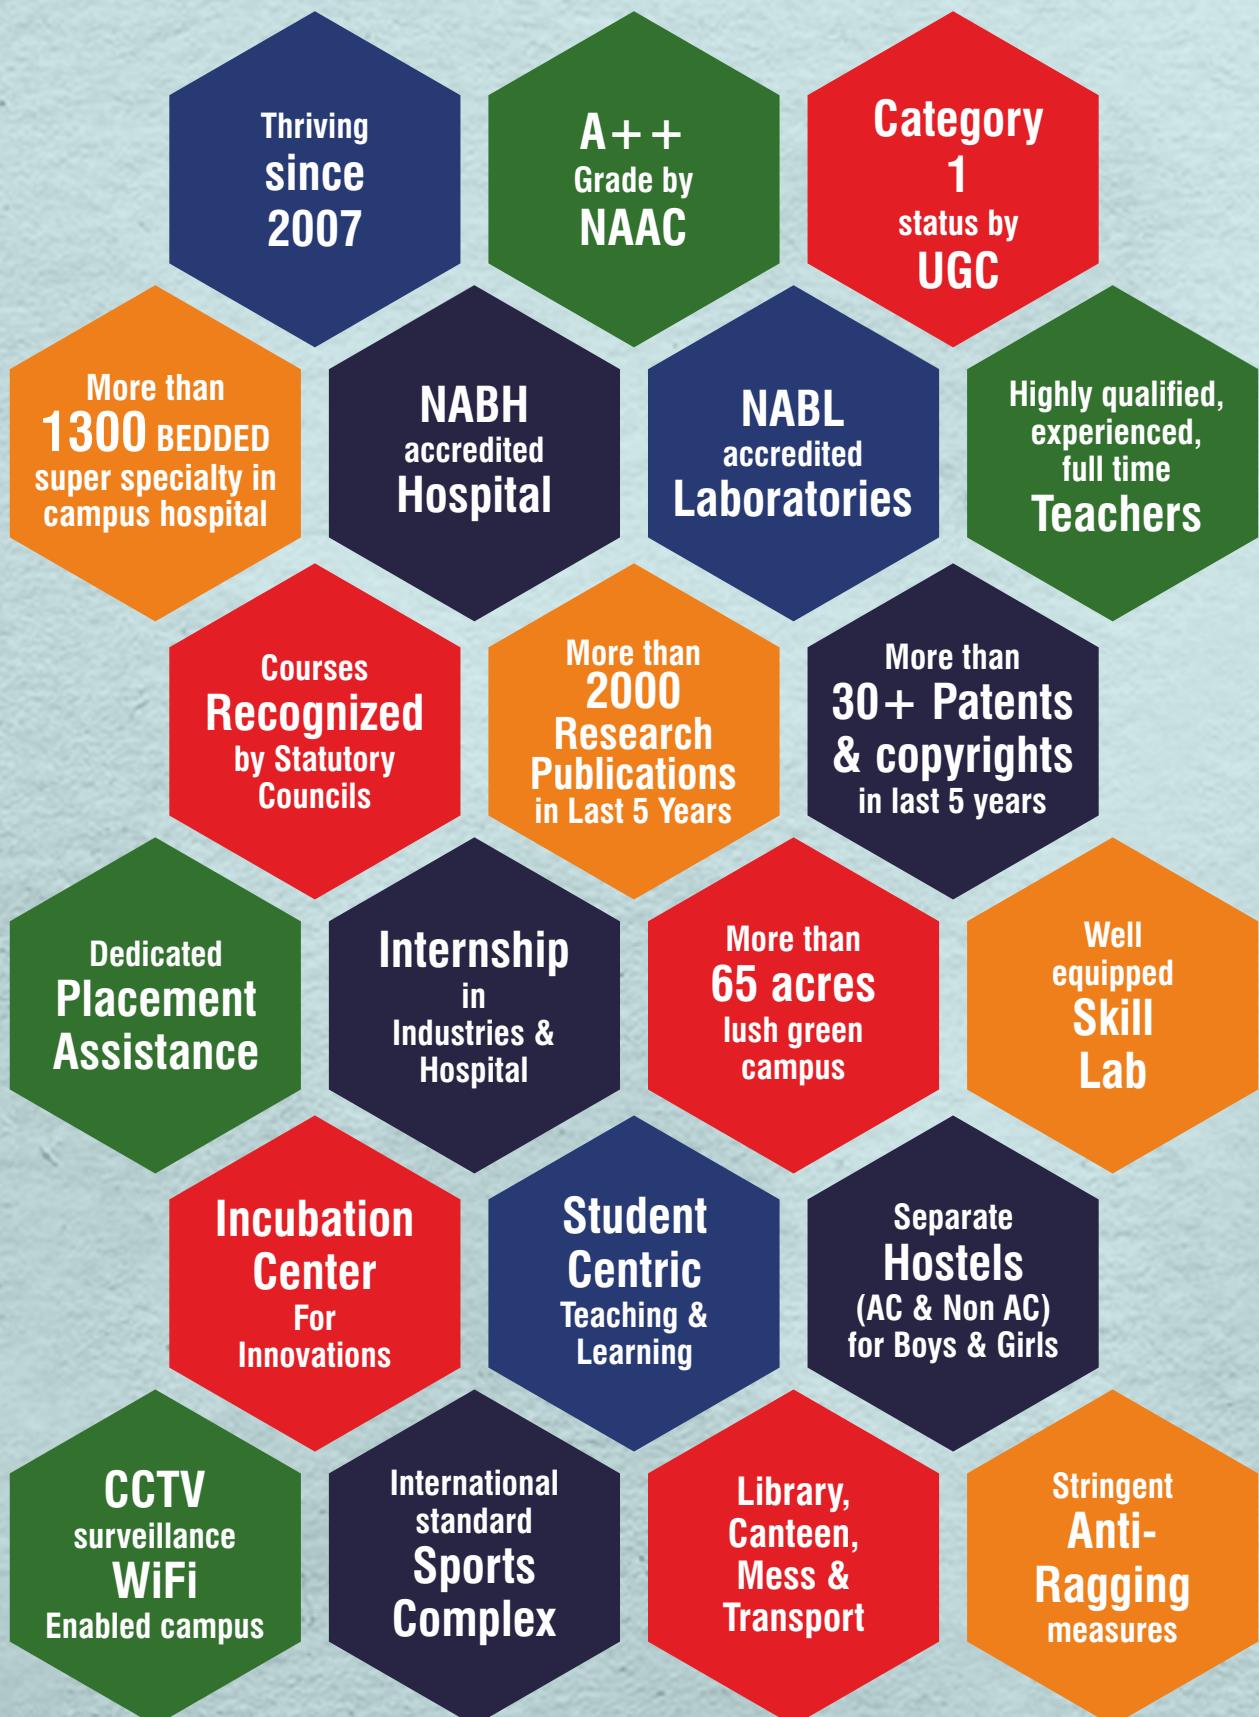 Thriving
since
2007
A++
Grade by
NAAC
Category
1
status by
UGC
More than
1300 BEDDED
super specialty in
campus hospital
NABH
accredited
Hospital
NABL
accredited
Laboratories
Highly qualified,
experienced,
full time
Teachers
Courses
Recognized
by Statutory
Councils
More than
2000
Research
Publications
in Last 5 Years
More than
30+ Patents
& copyrights
in last 5 years
Dedicated
Placement
Assistance
Internship
in
Industries &
Hospital
More than
65 acres
lush green
campus
Well
equipped
Skill
Lab
Incubation
Center
For
Innovations
Student
Centric
Teaching &
Learning
Separate
Hostels
(AC & Non AC)
for Boys & Girls
CCTV
surveillance
WiFi
Enabled campus
International
standard
Sports
Complex
Library,
Canteen,
Mess &
Transport
Stringent
Anti-
Ragging
measures